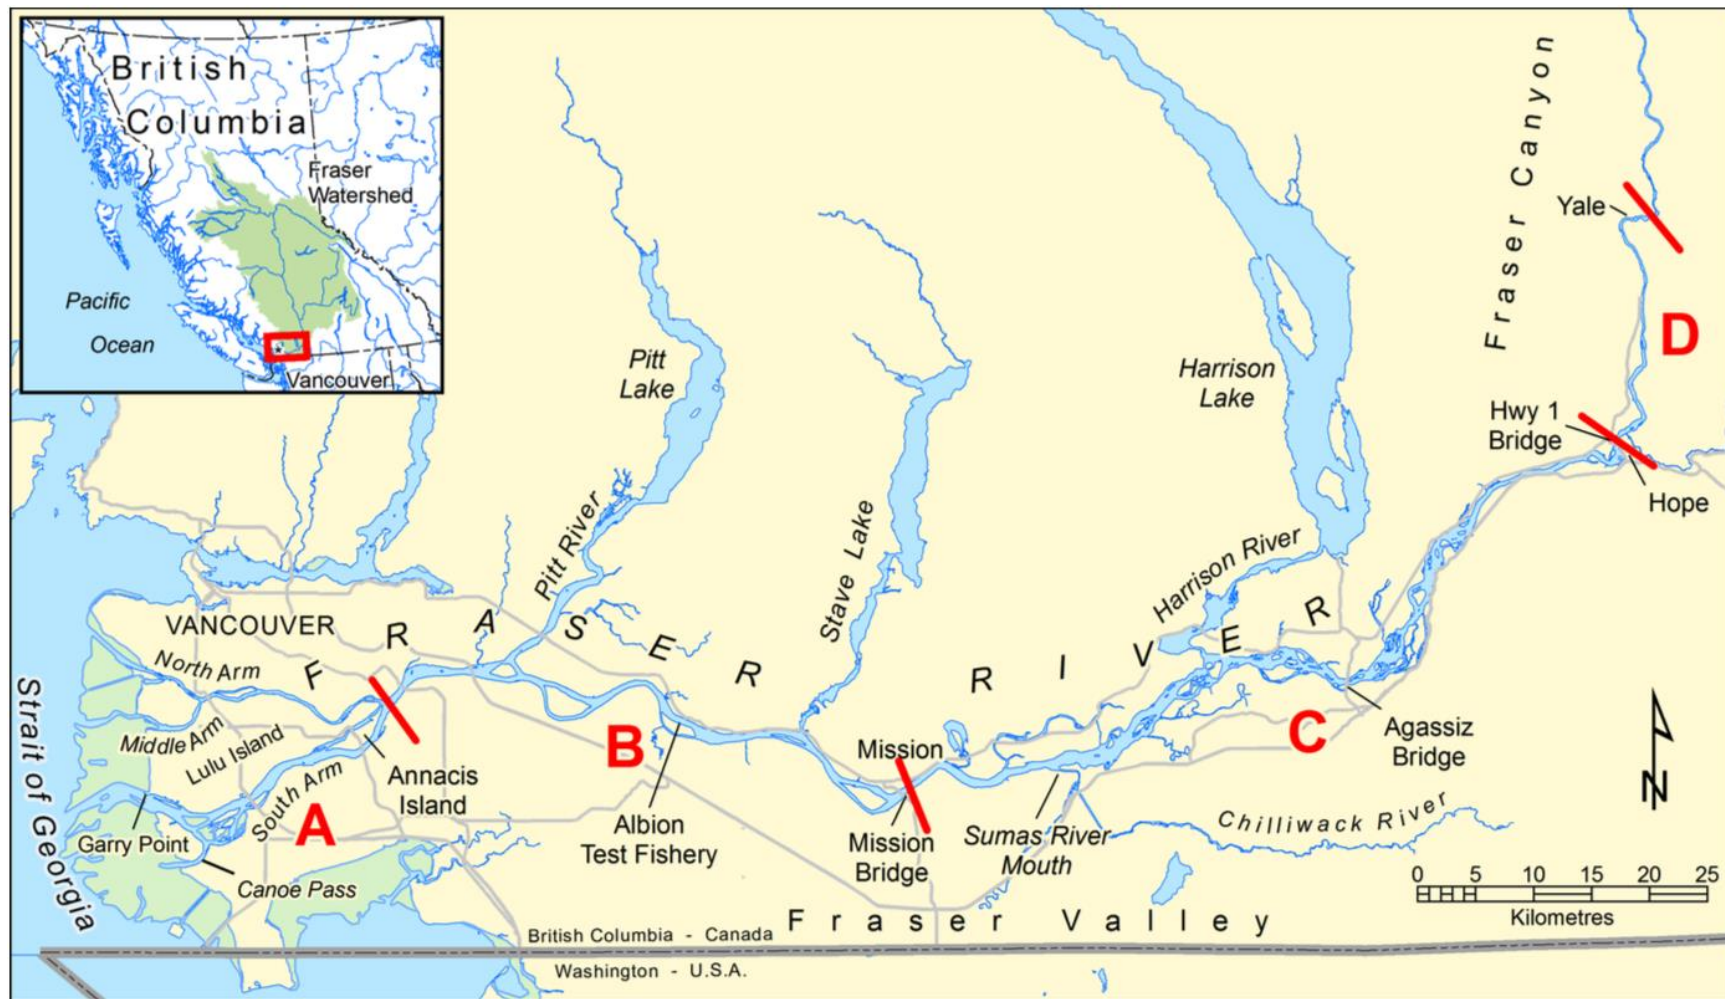 British
Columbia
Fraser
Watershed
Pacific
Ocean
Vancouver
Pitt
Lake
Harrison
Lake
Fraser Canyon
Yale
D
Hwy 1
Bridge
Hope
Pitt River
Stave Lake
Harrison River
VANCOUVER
FRASER RIVER
North Arm
Middle Arm
Lulu Island
South Arm
Annacis
Island
A
B
C
Strait of Georgia
Garry Point
Canoe Pass
Albion
Test Fishery
Mission
Mission
Bridge
Sumas River
Mouth
Agassiz
Bridge
Chilliwack River
N
0 5 10 15 20 25
Kilometres
Fraser Valley
British Columbia - Canada
Washington - U.S.A.